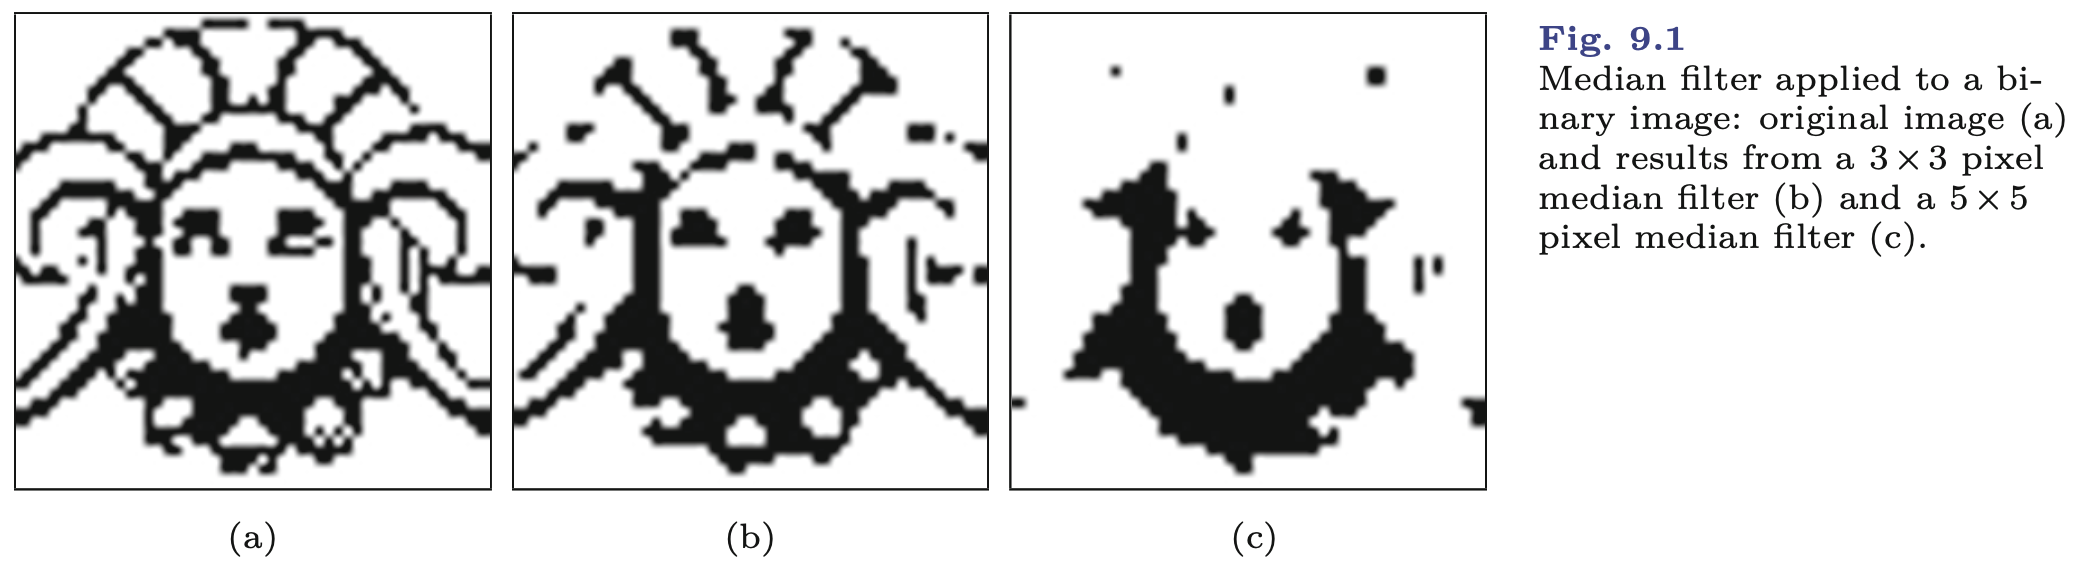 Fig. 9.1
Median filter applied to a bi-
nary image: original image (a)
and results from a 3 × 3 pixel
median filter (b) and a 5 × 5
pixel median filter (c).
(a)
(b)
(c)